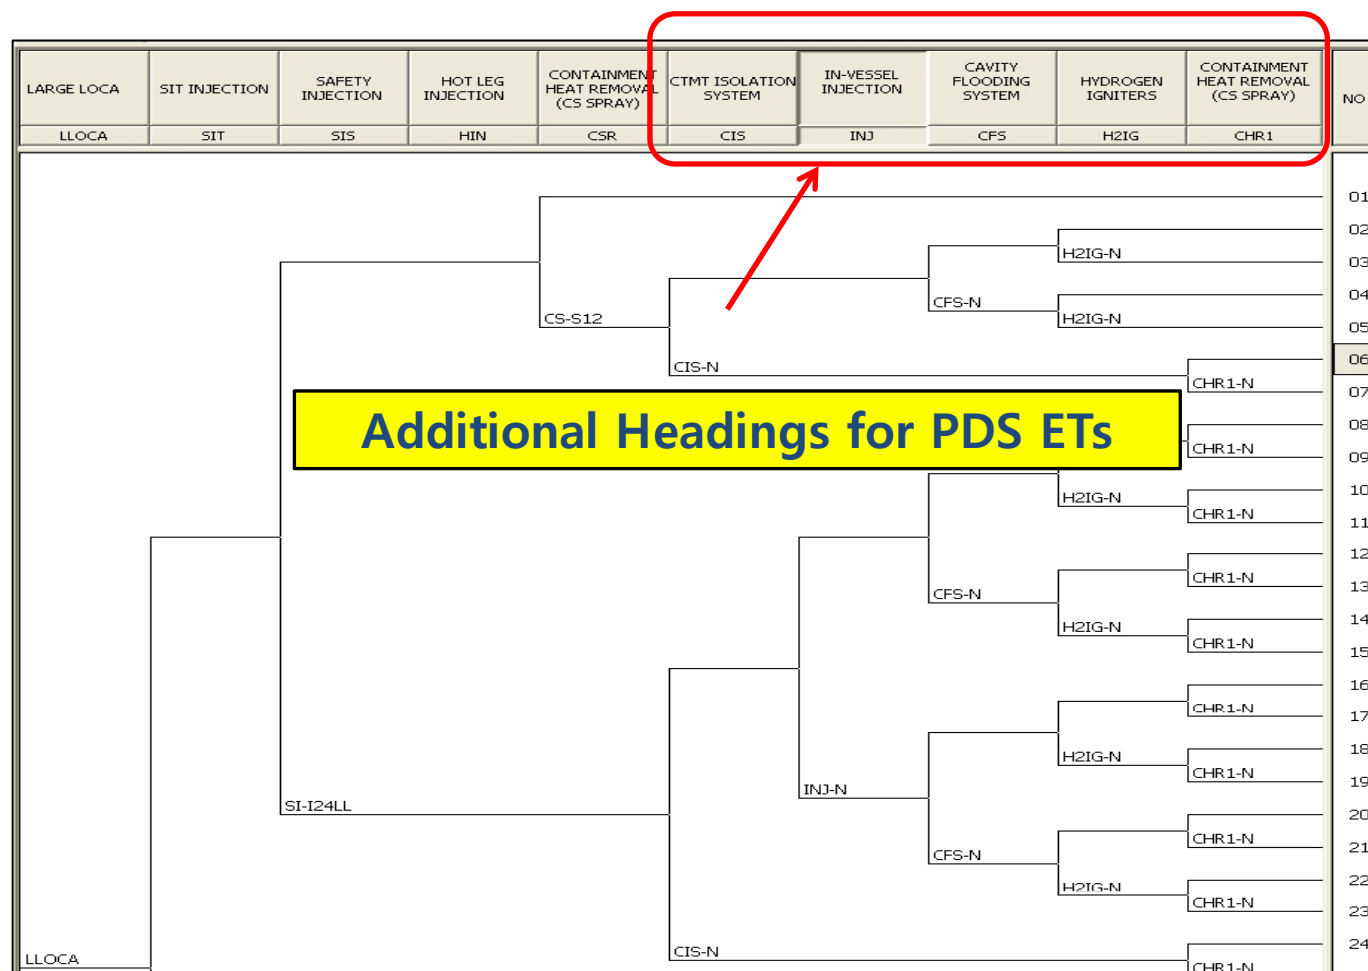 LARGE LOCA
SIT INJECTION
SAFETY
INJECTION
HOT LEG
INJECTION
CONTAINMENT
HEAT REMOVAL
(CS SPRAY)
CTMT ISOLATION
SYSTEM
IN-VESSEL
INJECTION
CAVITY
FLOODING
SYSTEM
HYDROGEN
IGNITERS
CONTAINMENT
HEAT REMOVAL
(CS SPRAY)
NO
LLOCA
SIT
SIS
HIN
CSR
CIS
INJ
CFS
H2IG
CHR1
01
02
H2IG-N
03
04
CFS-N
CS-S12
H2IG-N
05
06
CIS-N
CHR1-N
07
Additional Headings for PDS ETs
08
CHR1-N
09
10
H2IG-N
CHR1-N
11
12
CHR1-N
13
CFS-N
14
H2IG-N
CHR1-N
15
16
CHR1-N
17
18
H2IG-N
CHR1-N
19
INJ-N
SI-I24LL
20
CHR1-N
21
CFS-N
22
H2IG-N
CHR1-N
23
24
CIS-N
LLOCA
CHR1-N